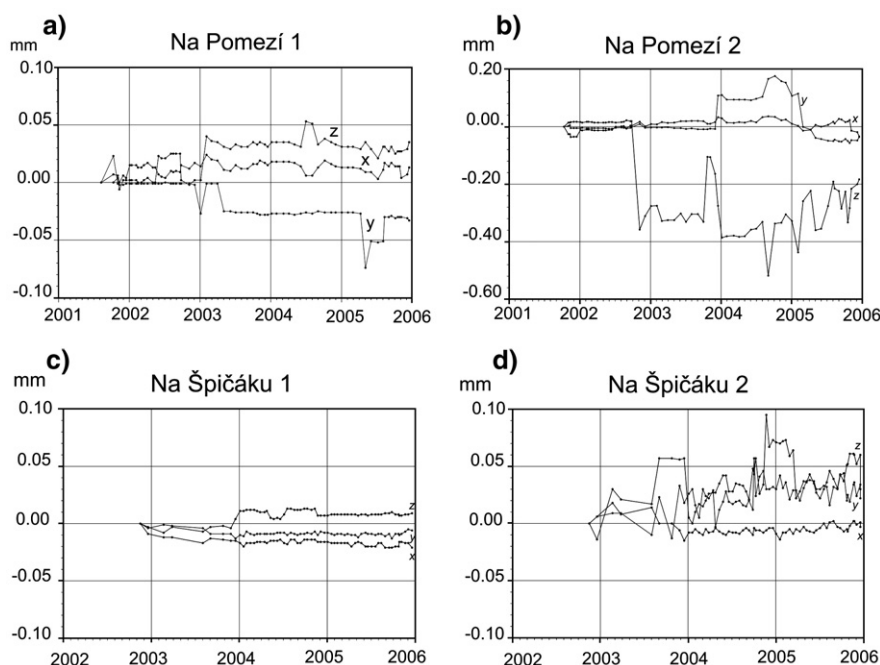 a)
Na Pomezí 1
mm
0.10
0.05
0.00
-0.05
-0.10
z
x
y
2001 2002 2003 2004 2005 2006
b)
Na Pomezí 2
mm
0.20
0.00
-0.20
-0.40
-0.60
x
y
z
2001 2002 2003 2004 2005 2006
c)
Na Špičáku 1
mm
0.10
0.05
0.00
-0.05
-0.10
z
y
x
2002 2003 2004 2005 2006
d)
Na Špičáku 2
mm
0.10
0.05
0.00
-0.05
-0.10
z
y
x
2002 2003 2004 2005 2006